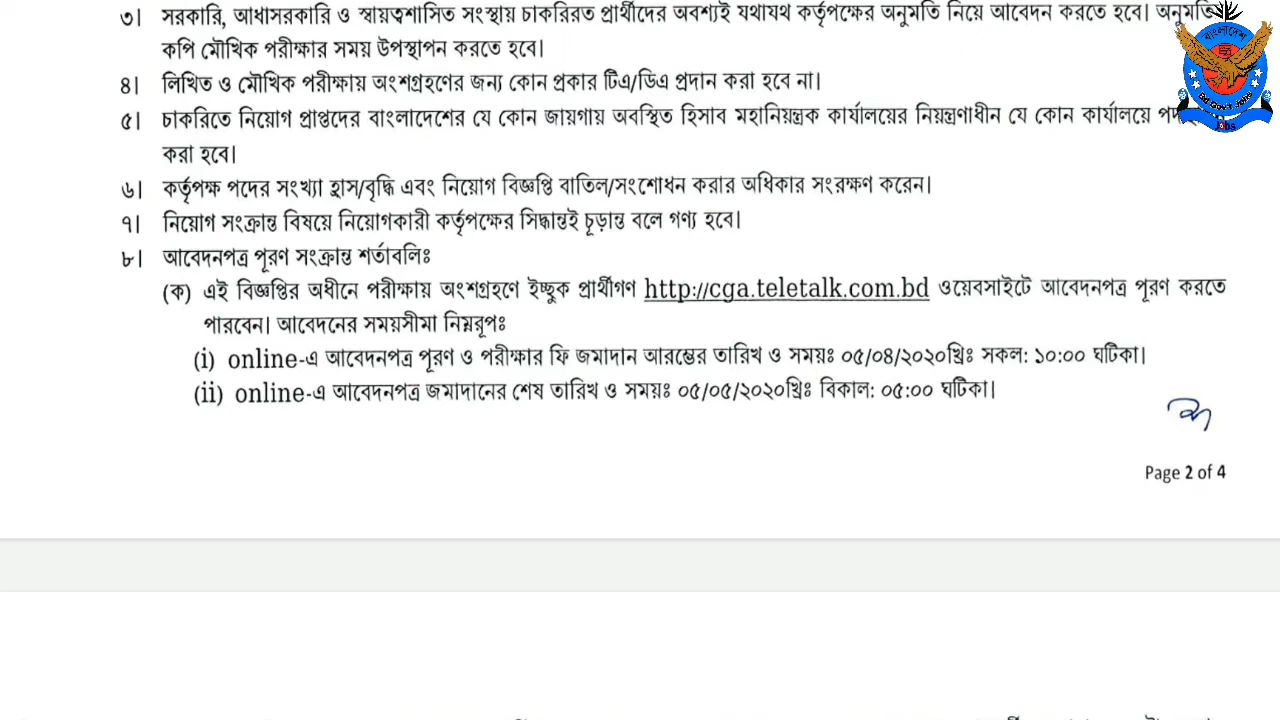 ৩। সরকারি, আধাসরকারি ও স্বায়ত্বশাসিত সংস্থায় চাকরিরত প্রার্থীদের অবশ্যই যথাযথ কর্তৃপক্ষের অনুমতি নিয়ে আবেদন করতে হবে।
কপি মৌখিক পরীক্ষার সময় উপস্থাপন করতে হবে।
৪। লিখিত ও মৌখিক পরীক্ষায় অংশগ্রহণের জন্য কোন প্রকার টিএ/ডিএ প্রদান করা হবে না।
৫। চাকরিতে নিয়োগ প্রাপ্তদের বাংলাদেশের যে কোন জায়গায় অবস্থিত হিসাব মহানিয়ন্ত্রক কার্যালয়ের নিয়ন্ত্রণাধীন যে কোন কার্যালয়ে
করা হবে।
৬। কর্তৃপক্ষ পদের সংখ্যা হ্রাস/বৃদ্ধি এবং নিয়োগ বিজ্ঞপ্তি বাতিল/সংশোধন করার অধিকার সংরক্ষণ করেন।
৭। নিয়োগ সংক্রান্ত বিষয়ে নিয়োগকারী কর্তৃপক্ষের সিদ্ধান্তই চূড়ান্ত বলে গণ্য হবে।
৮। আবেদনপত্র পূরণ সংক্রান্ত শর্তাবলিঃ
(ক) এই বিজ্ঞপ্তির অধীনে পরীক্ষায় অংশগ্রহণে ইচ্ছুক প্রার্থীগণ http://cga.teletalk.com.bd ওয়েবসাইটে আবেদনপত্র পূরণ করতে
পারবেন। আবেদনের সময়সীমা নিম্নরূপঃ
(i) online-এ আবেদনপত্র পূরণ ও পরীক্ষার ফি জমাদান আরম্ভের তারিখ ও সময়ঃ ০৫/০৪/২০২০খ্রিঃ সকল: ১০:০০ ঘটিকা।
(ii) online-এ আবেদনপত্র জমাদানের শেষ তারিখ ও সময়ঃ ০৫/০৫/২০২০খ্রিঃ বিকাল: ০৫:০০ ঘটিকা।
Page 2 of 4
বাংলাদেশ
Bd Gov't Jobs
Jobs